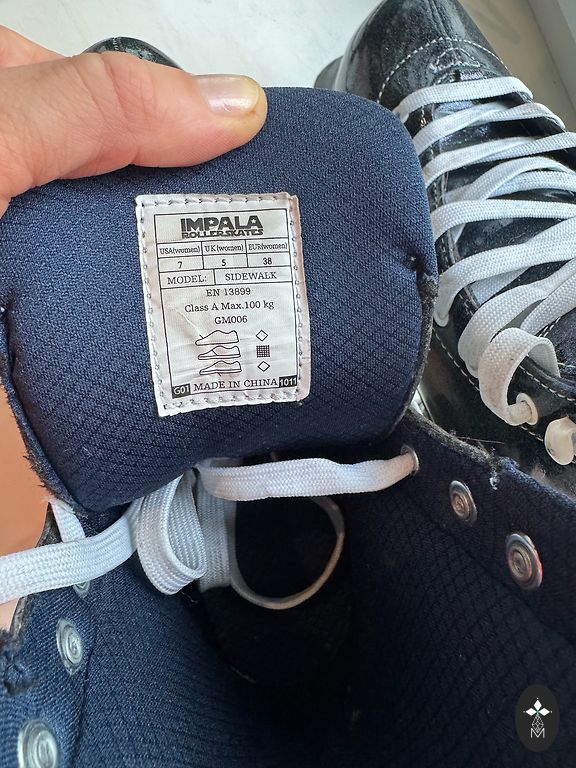 IMPALA
ROLLERSKATES
USA(women) UK(women) EUR(women)
7 5 38
MODEL: SIDEWALK
EN 13899
Class A Max.100 kg
GM006
G01 MADE IN CHINA 1011